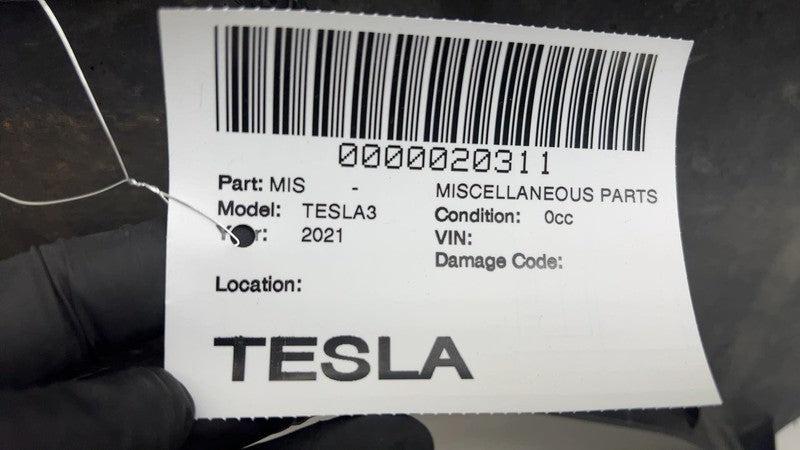 0000020311
Part: MIS - MISCELLANEOUS PARTS
Model: TESLA3 Condition: 0cc
2021 VIN:
Damage Code:
Location:
TESLA